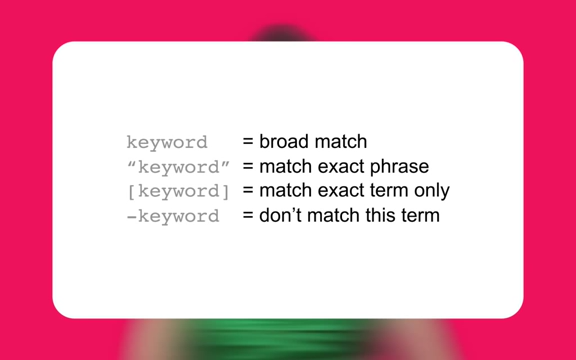 keyword = broad match
“keyword” = match exact phrase
[keyword] = match exact term only
-keyword = don’t match this term